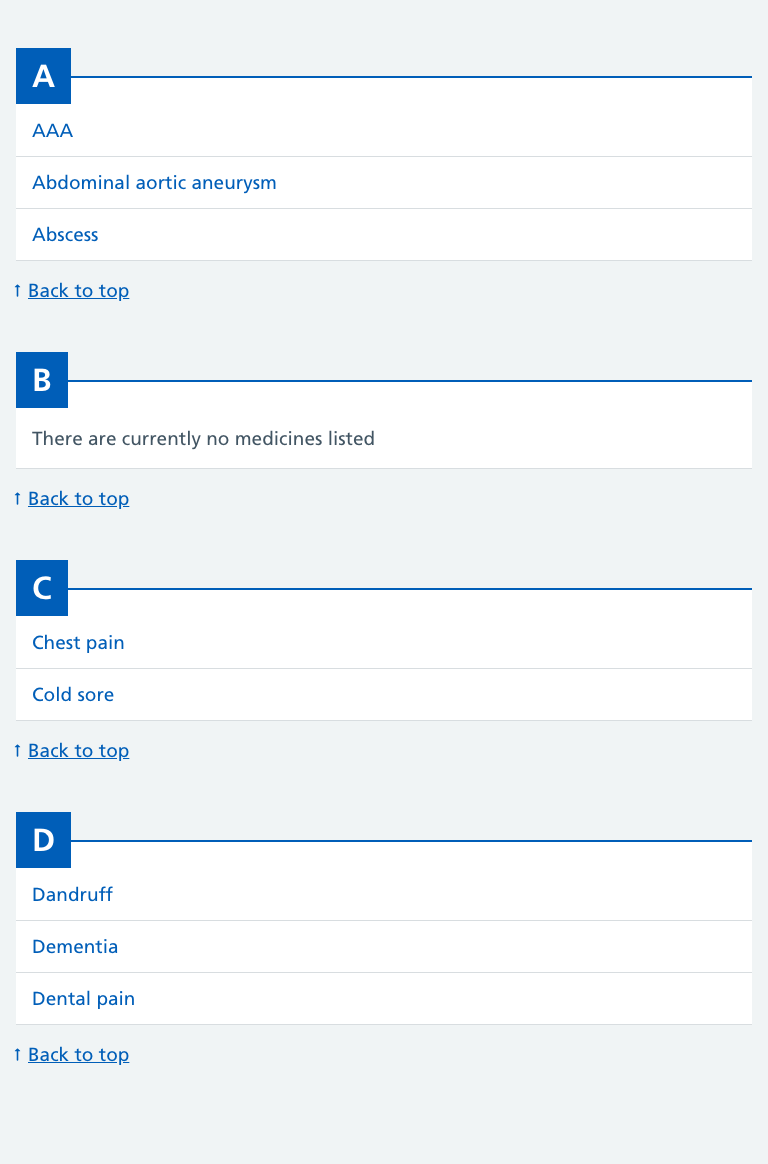 A
AAA
Abdominal aortic aneurysm
Abscess
↑ Back to top
B
There are currently no medicines listed
↑ Back to top
C
Chest pain
Cold sore
↑ Back to top
D
Dandruff
Dementia
Dental pain
↑ Back to top